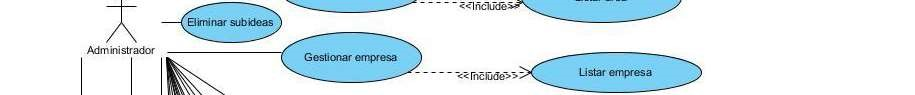 <<Include>>
Eliminar subideas
Administrador
Gestionar empresa
<<Include>>
Listar empresa